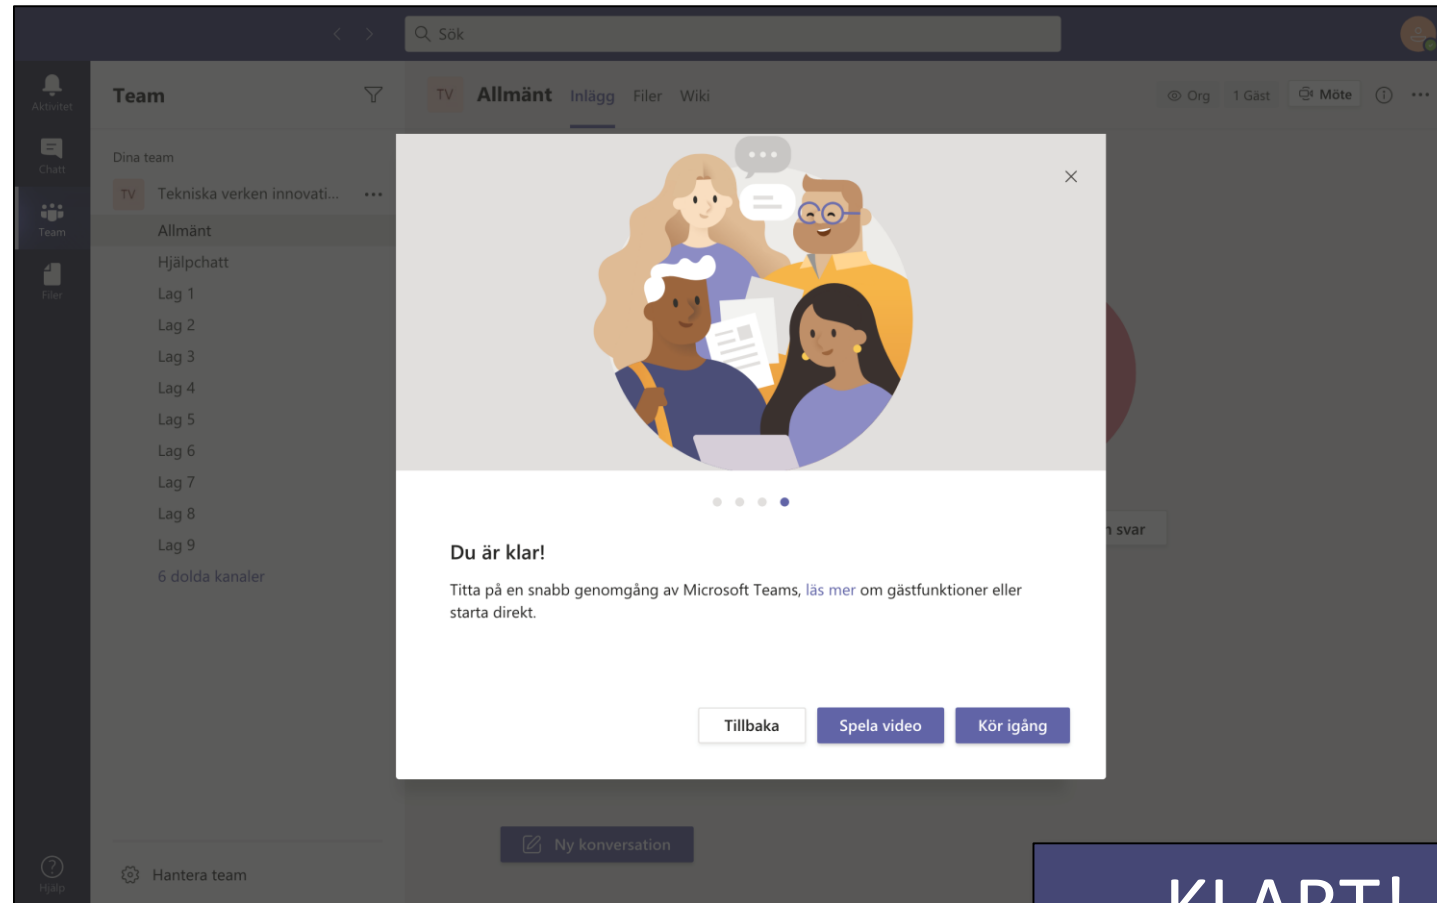 Sök
Aktivitet
Chatt
Team
Filer
Hjälp
Team
Dina team
TV Tekniska verken innovati...
Allmänt
Hjälpchatt
Lag 1
Lag 2
Lag 3
Lag 4
Lag 5
Lag 6
Lag 7
Lag 8
Lag 9
6 dolda kanaler
Hantera team
TV Allmänt Inlägg Filer Wiki
Org 1 Gäst Möte
svar
Du är klar!
Titta på en snabb genomgång av Microsoft Teams, läs mer om gästfunktioner eller
starta direkt.
Tillbaka Spela video Kör igång
Ny konversation
KLART!